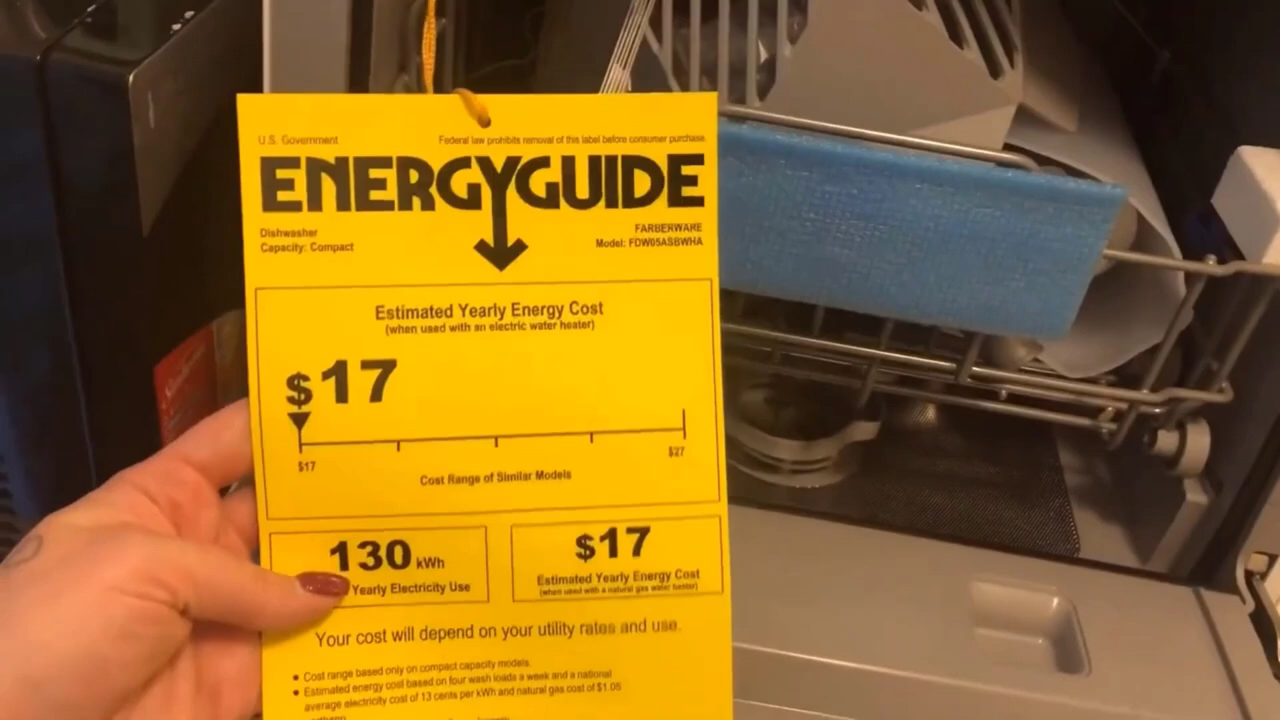 U.S. Government
Federal law prohibits removal of this label before consumer purchase.
ENERGYGUIDE
Dishwasher
Capacity: Compact
FARBERWARE
Model: FDW05ASBWHA
Estimated Yearly Energy Cost
(when used with an electric water heater)
$17
$17
$27
Cost Range of Similar Models
130 kWh
Yearly Electricity Use
$17
Estimated Yearly Energy Cost
(when used with a natural gas water heater)
Your cost will depend on your utility rates and use.
• Cost range based only on compact capacity models.
• Estimated energy cost based on four wash loads a week and a national
average electricity cost of 13 cents per kWh and natural gas cost of $1.05